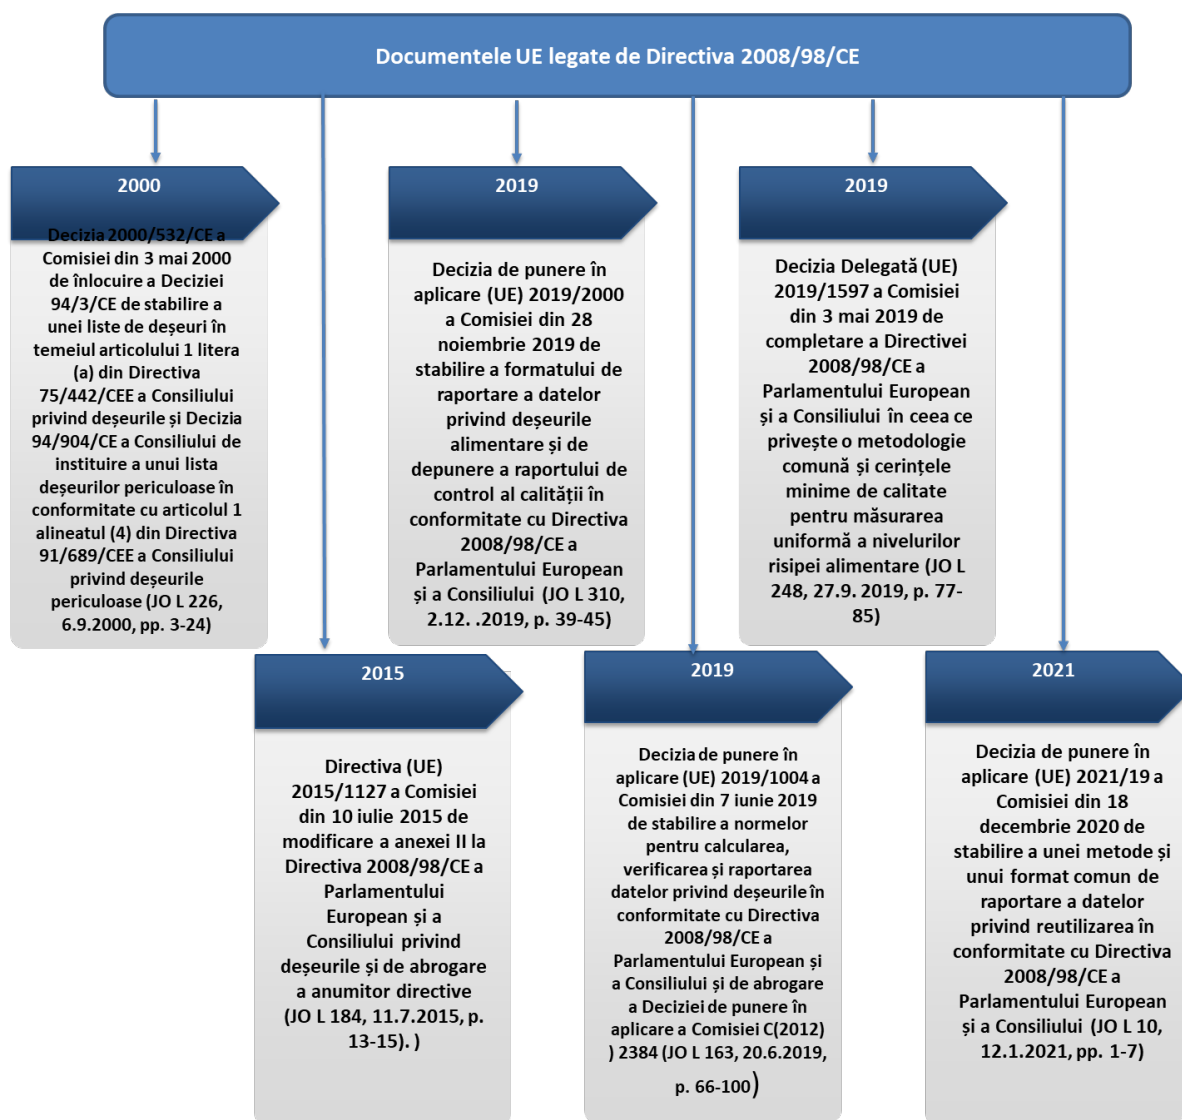 Documentele UE legate de Directiva 2008/98/CE
2000
Decizia 2000/532/CE a
Comisiei din 3 mai 2000
de înlocuire a Deciziei
94/3/CE de stabilire a
unei liste de deșeuri în
temeiul articolului 1 litera
(a) din Directiva
75/442/CEE a Consiliului
privind deșeurile și Decizia
94/904/CE a Consiliului de
instituire a unui lista
deșeurilor periculoase în
conformitate cu articolul 1
alineatul (4) din Directiva
91/689/CEE a Consiliului
privind deșeurile
periculoase (JO L 226,
6.9.2000, pp. 3-24)
2019
Decizia de punere în
aplicare (UE) 2019/2000
a Comisiei din 28
noiembrie 2019 de
stabilire a formatului de
raportare a datelor
privind deșeurile
alimentare și de
depunere a raportului de
control al calității în
conformitate cu Directiva
2008/98/CE a
Parlamentului European
și a Consiliului (JO L 310,
2.12. .2019, p. 39-45)
2019
Decizia Delegată (UE)
2019/1597 a Comisiei
din 3 mai 2019 de
completare a Directivei
2008/98/CE a
Parlamentului European
și a Consiliului în ceea ce
privește o metodologie
comună și cerințele
minime de calitate
pentru măsurarea
uniformă a nivelurilor
risipei alimentare (JO L
248, 27.9. 2019, p. 77-
85)
2015
Directiva (UE)
2015/1127 a Comisiei
din 10 iulie 2015 de
modificare a anexei II la
Directiva 2008/98/CE a
Parlamentului
European și a
Consiliului privind
deșeurile și de abrogare
a anumitor directive
(JO L 184, 11.7.2015, p.
13-15). )
2019
Decizia de punere în
aplicare (UE) 2019/1004 a
Comisiei din 7 iunie 2019
de stabilire a normelor
pentru calcularea,
verificarea și raportarea
datelor privind deșeurile în
conformitate cu Directiva
2008/98/CE a
Parlamentului European și
a Consiliului și de abrogare
a Deciziei de punere în
aplicare a Comisiei C(2012)
) 2384 (JO L 163, 20.6.2019,
p. 66-100)
2021
Decizia de punere în
aplicare (UE) 2021/19 a
Comisiei din 18
decembrie 2020 de
stabilire a unei metode și
unui format comun de
raportare a datelor
privind reutilizarea în
conformitate cu Directiva
2008/98/CE a
Parlamentului European
și a Consiliului (JO L 10,
12.1.2021, pp. 1-7)